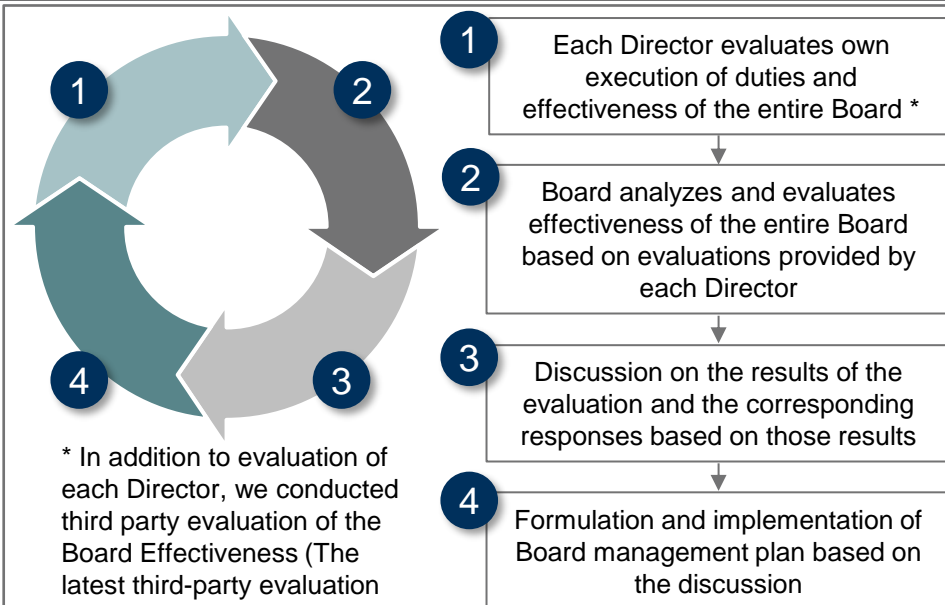 1
2
3
4
* In addition to evaluation of
each Director, we conducted
third party evaluation of the
Board Effectiveness (The
latest third-party evaluation
1
Each Director evaluates own
execution of duties and
effectiveness of the entire Board *
2
Board analyzes and evaluates
effectiveness of the entire Board
based on evaluations provided by
each Director
3
Discussion on the results of the
evaluation and the corresponding
responses based on those results
4
Formulation and implementation of
Board management plan based on
the discussion